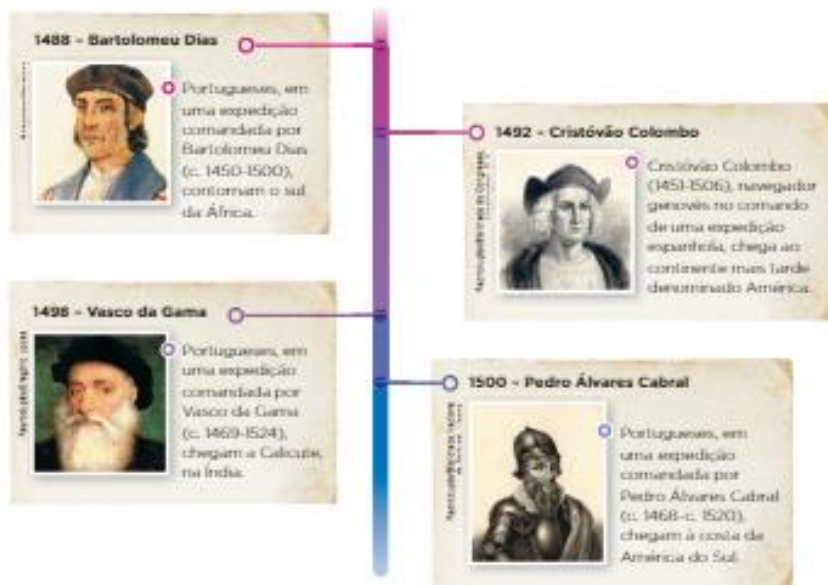 1488 - Bartolomeu Dias
Portugueses, em
uma expedição
comandada por
Bartolomeu Dias
(c. 1450-1500),
contornam o sul
da África.
1492 - Cristóvão Colombo
Cristóvão Colombo
(1451-1506), navegador
genovês no comando
de uma expedição
espanhola, chega ao
continente mais tarde
denominado América.
1498 - Vasco da Gama
Portugueses, em
uma expedição
comandada por
Vasco da Gama
(c. 1469-1524),
chegam a Calicute,
na Índia.
1500 - Pedro Álvares Cabral
Portugueses, em
uma expedição
comandada por
Pedro Álvares Cabral
(c. 1468-c. 1520),
chegam à costa da
América do Sul.